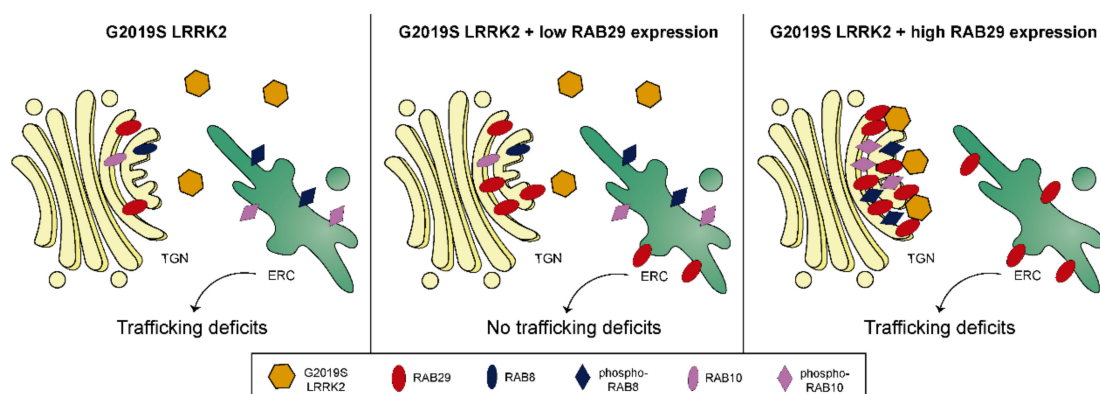 G2019S LRRK2
G2019S LRRK2 + low RAB29 expression
G2019S LRRK2 + high RAB29 expression
TGN
ERC
Trafficking deficits
TGN
ERC
No trafficking deficits
TGN
ERC
Trafficking deficits
G2019S
LRRK2
RAB29
RAB8
phospho-
RAB8
RAB10
phospho-
RAB10